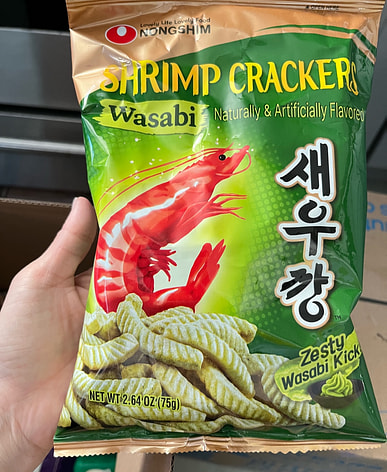 Lovely Life Lovely Food
NONGSHIM
SHRIMP CRACKERS
Wasabi
Naturally & Artificially Flavored
새우깡
Zesty
Wasabi Kick
NET WT 2.64 OZ (75g)